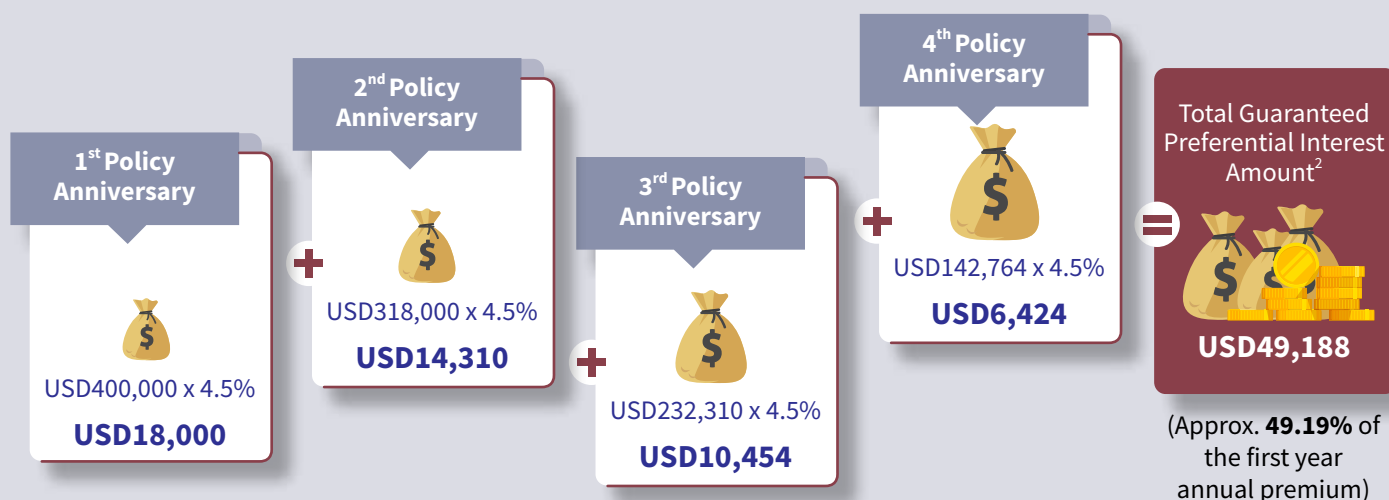 1st Policy
Anniversary
$
USD400,000 x 4.5%
USD18,000
+
2nd Policy
Anniversary
$
USD318,000 x 4.5%
USD14,310
+
3rd Policy
Anniversary
$
USD232,310 x 4.5%
USD10,454
+
4th Policy
Anniversary
$
USD142,764 x 4.5%
USD6,424
=
Total Guaranteed
Preferential Interest
Amount2
$ $ $
USD49,188
(Approx. 49.19% of
the first year
annual premium)